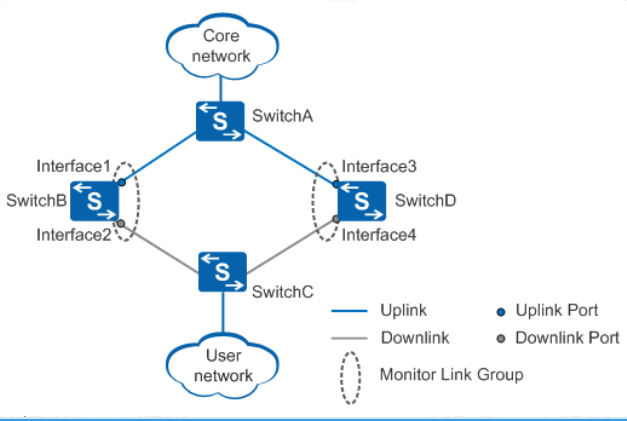 Core
network
S
SwitchA
Interface1
Interface3
SwitchB
S
S
SwitchD
Interface2
Interface4
S
SwitchC
Uplink
Uplink Port
Downlink
Downlink Port
User
network
Monitor Link Group